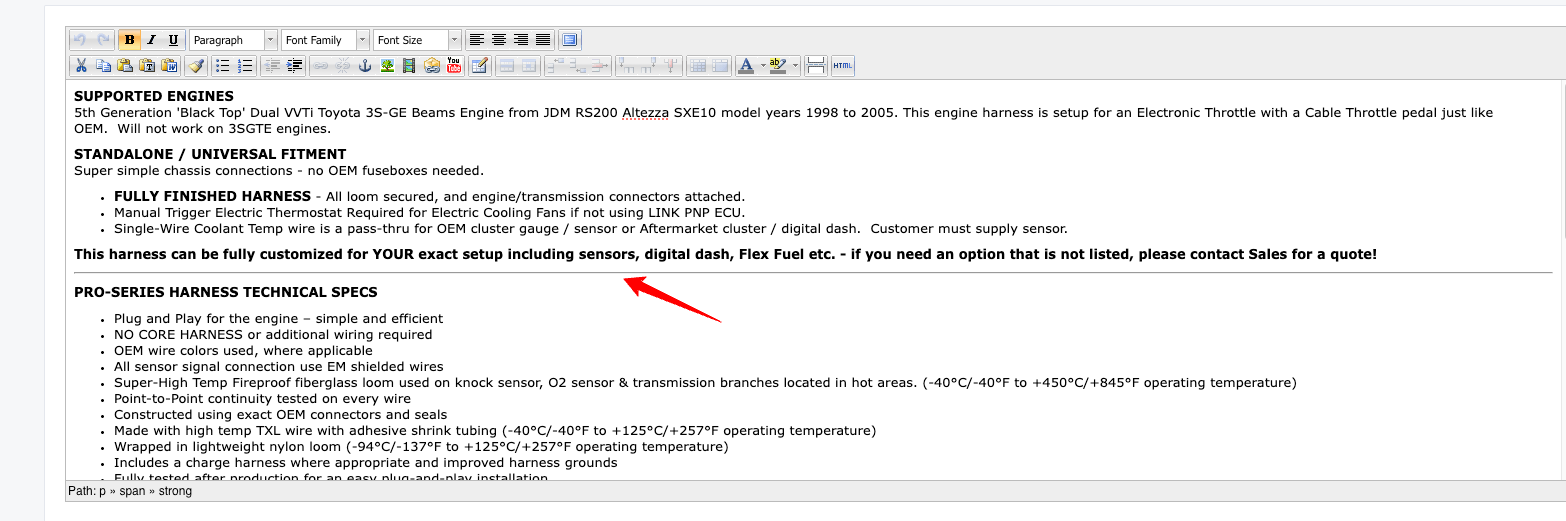 B I U Paragraph Font Family Font Size
T W You Tube A ab HTML
SUPPORTED ENGINES
5th Generation 'Black Top' Dual VVTi Toyota 3S-GE Beams Engine from JDM RS200 Altezza SXE10 model years 1998 to 2005. This engine harness is setup for an Electronic Throttle with a Cable Throttle pedal just like
OEM.  Will not work on 3SGTE engines.
STANDALONE / UNIVERSAL FITMENT
Super simple chassis connections - no OEM fuseboxes needed.
• FULLY FINISHED HARNESS - All loom secured, and engine/transmission connectors attached.
• Manual Trigger Electric Thermostat Required for Electric Cooling Fans if not using LINK PNP ECU.
• Single-Wire Coolant Temp wire is a pass-thru for OEM cluster gauge / sensor or Aftermarket cluster / digital dash.  Customer must supply sensor.
This harness can be fully customized for YOUR exact setup including sensors, digital dash, Flex Fuel etc. - if you need an option that is not listed, please contact Sales for a quote!
PRO-SERIES HARNESS TECHNICAL SPECS
• Plug and Play for the engine – simple and efficient
• NO CORE HARNESS or additional wiring required
• OEM wire colors used, where applicable
• All sensor signal connection use EM shielded wires
• Super-High Temp Fireproof fiberglass loom used on knock sensor, O2 sensor & transmission branches located in hot areas. (-40°C/-40°F to +450°C/+845°F operating temperature)
• Point-to-Point continuity tested on every wire
• Constructed using exact OEM connectors and seals
• Made with high temp TXL wire with adhesive shrink tubing (-40°C/-40°F to +125°C/+257°F operating temperature)
• Wrapped in lightweight nylon loom (-94°C/-137°F to +125°C/+257°F operating temperature)
• Includes a charge harness where appropriate and improved harness grounds
• Fully tested after production for an easy plug-and-play installation
Path: p » span » strong